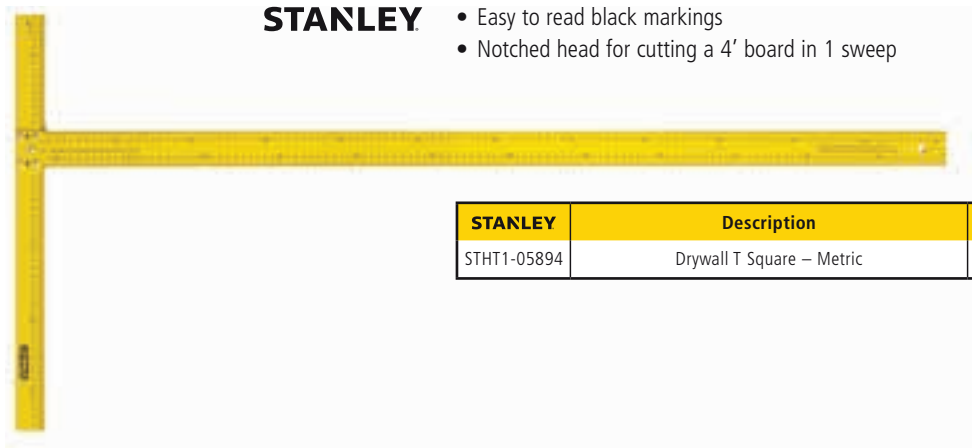 STANLEY
• Easy to read black markings
• Notched head for cutting a 4’ board in 1 sweep
STANLEY Description
STHT1-05894 Drywall T Square – Metric